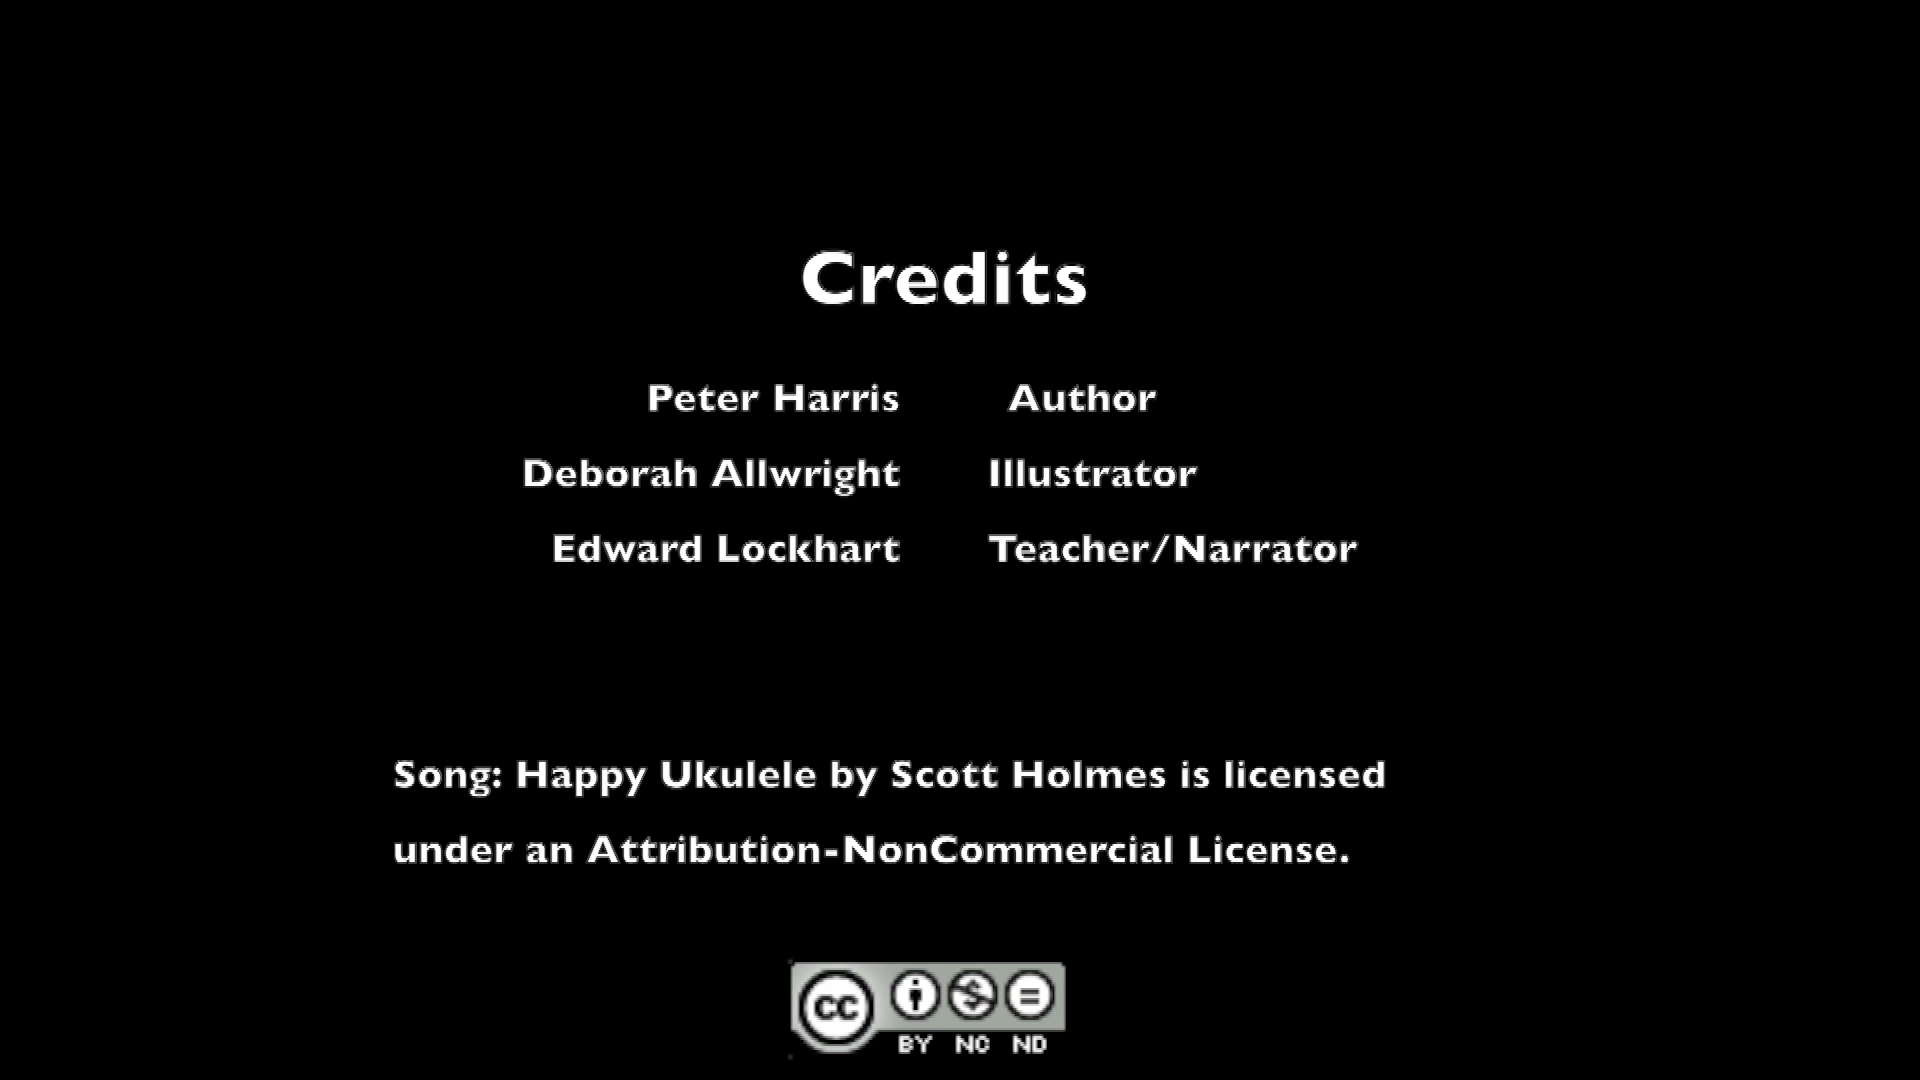 Credits
Peter Harris Author
Deborah Allwright Illustrator
Edward Lockhart Teacher/Narrator
Song: Happy Ukulele by Scott Holmes is licensed
under an Attribution-NonCommercial License.
CC
BY NC ND